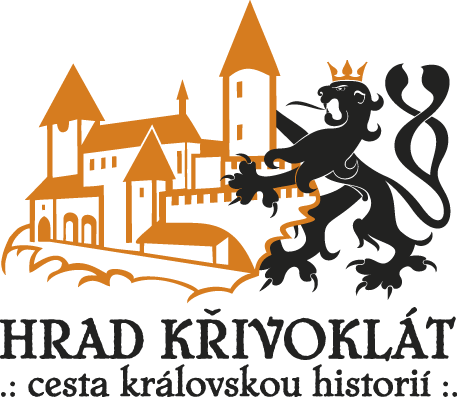 HRAD KŘIVOKLÁT
.: cesta královskou historií :.